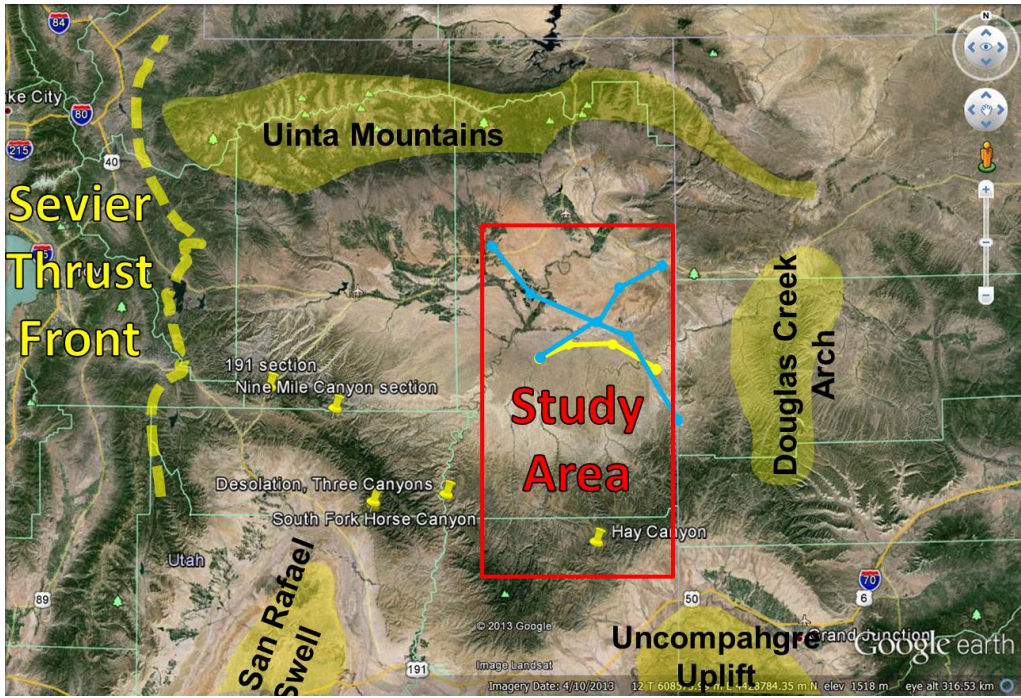 84
N
ke City
80
Uinta Mountains
215
40
Sevier
Thrust
Front
Douglas Creek
Arch
191 section
Nine Mile Canyon section
Study
Area
Desolation, Three Canyons
South Fork Horse Canyon
Hay Canyon
Utah
70
89
San Rafael
Swell
50
6
© 2013 Google
Uncompahgre
Uplift
Grand Junction
Google earth
191
Image Landsat
Imagery Date: 4/10/2013
elev 1518 m
eye alt 316.53 km